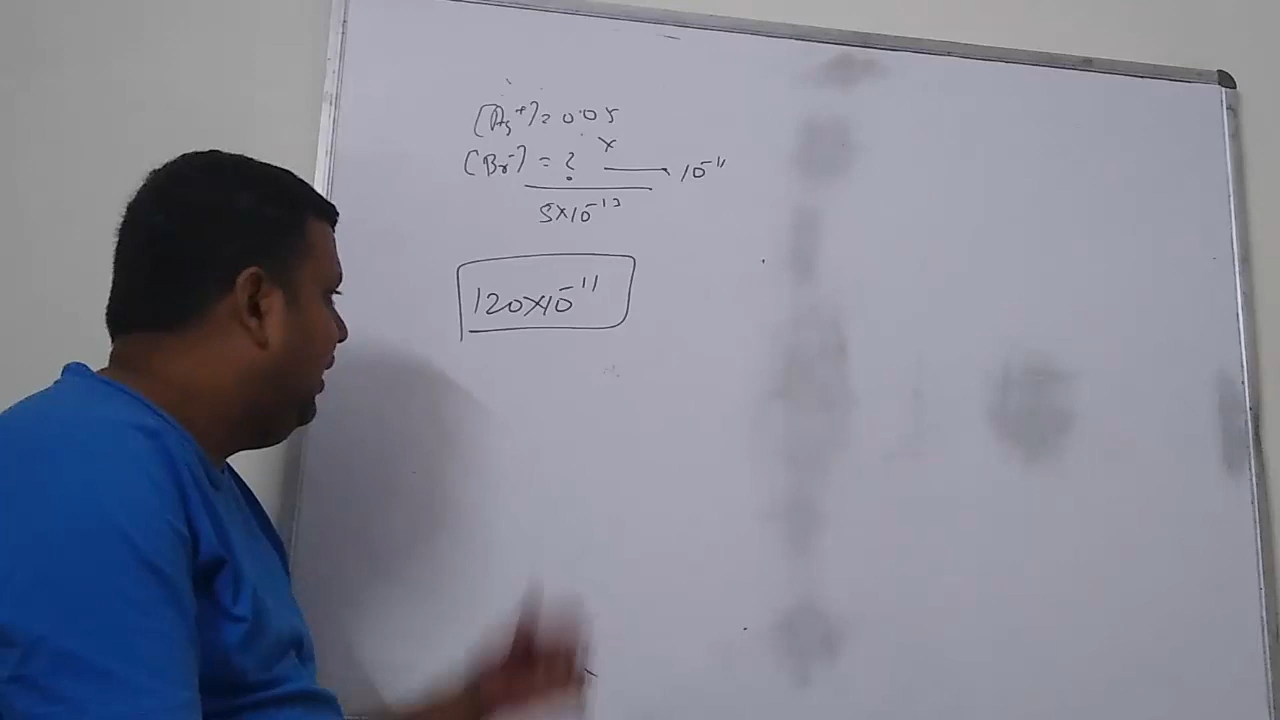 [Ag+] = 0.05
×
[Br-] = ? — 10^-11
5×10^-13
120×10^-11